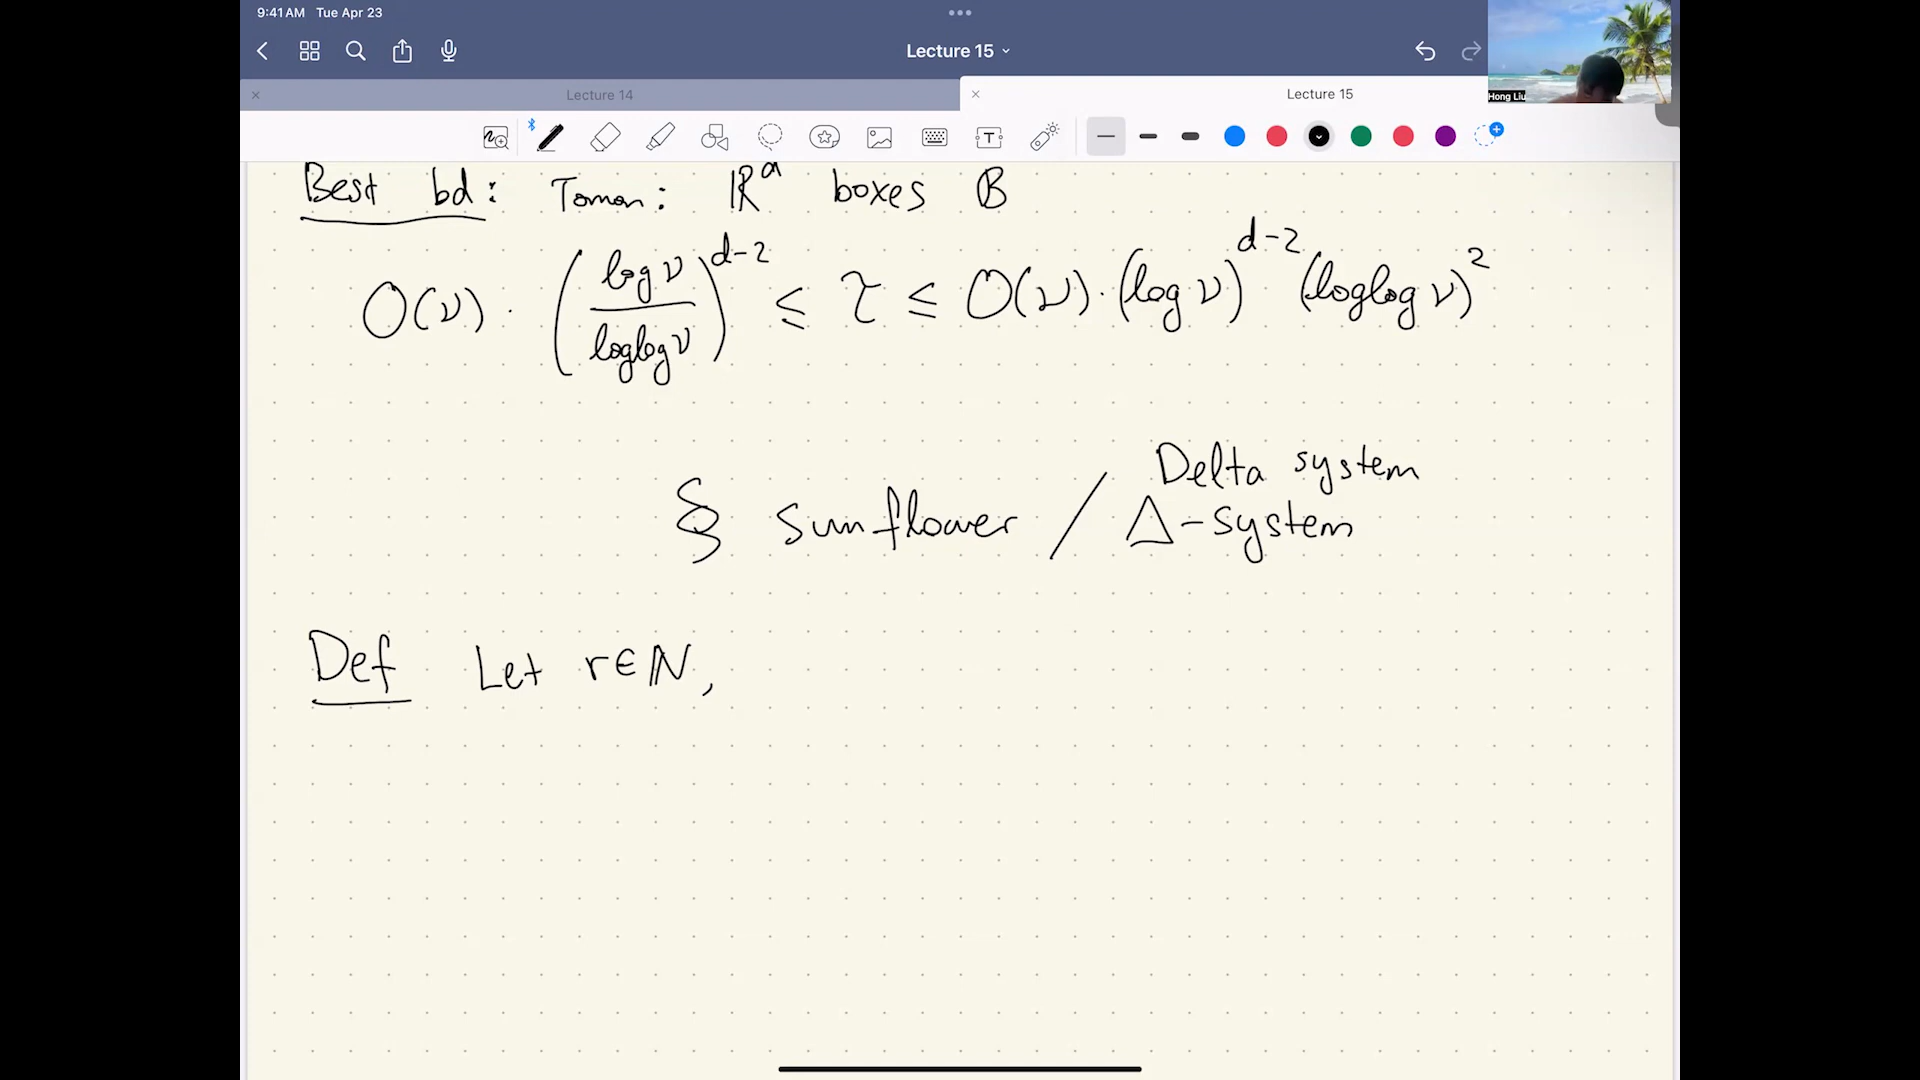 9:41 AM Tue Apr 23
Lecture 15
Lecture 14
Lecture 15
Hong Liu
Best bd: Toman: ℝᵈ boxes B
O(ν) · (log ν / loglog ν)^{d-2} ≤ τ ≤ O(ν) · (log ν)^{d-2} (loglog ν)²
Delta system
§ sunflower / Δ-system
Def Let r∈ℕ,